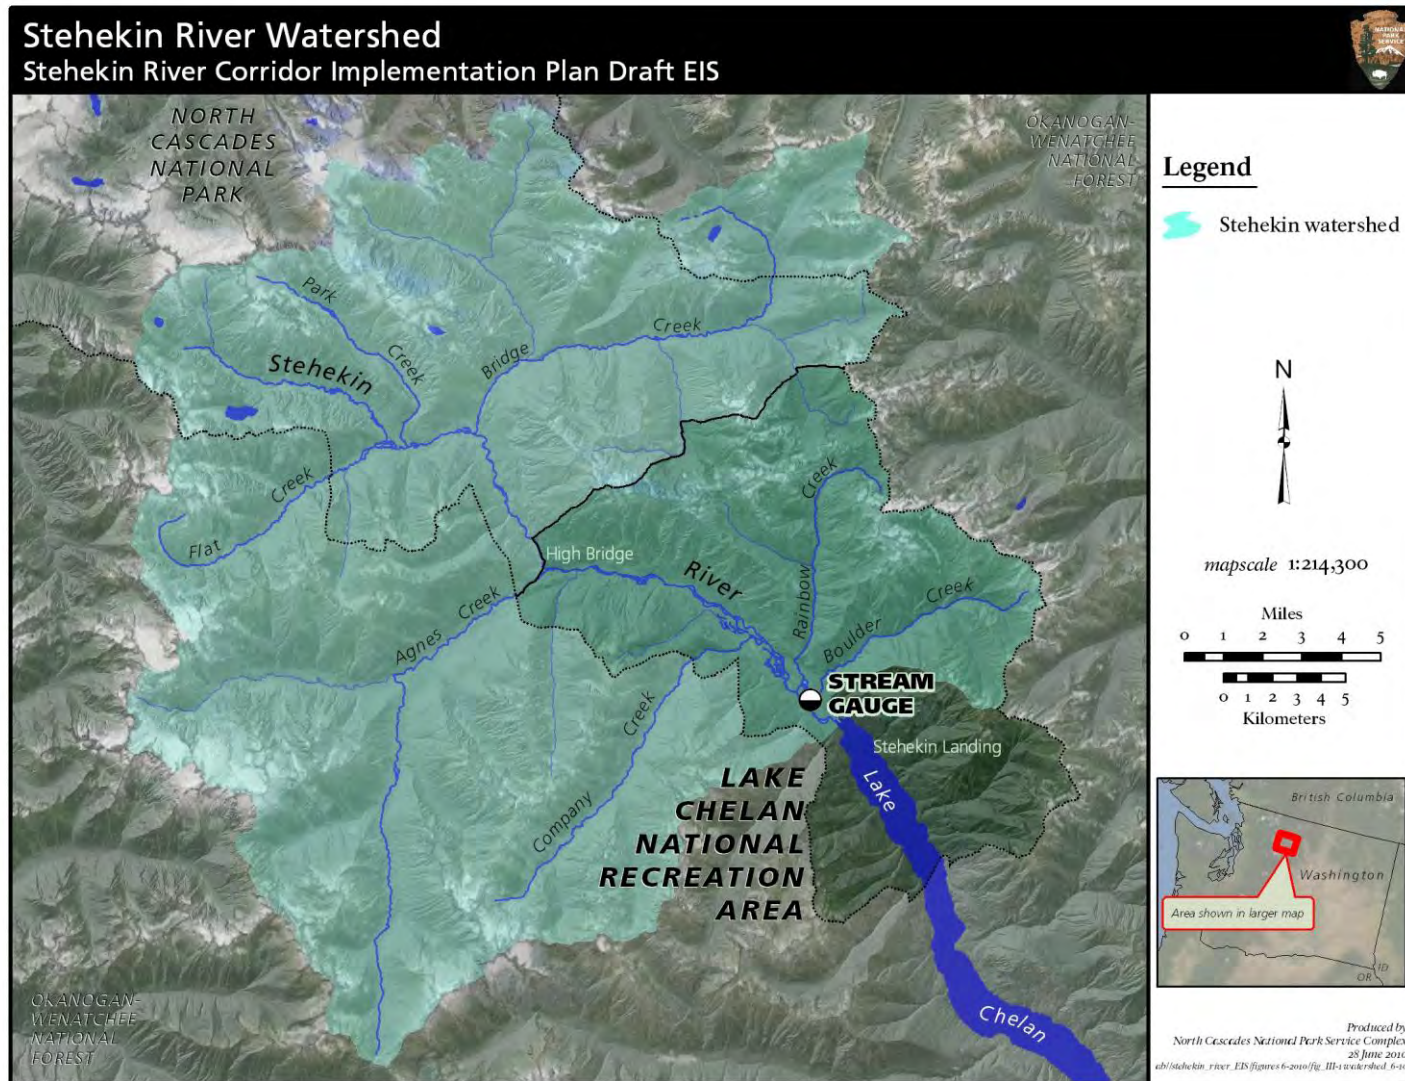 Stehekin River Watershed
Stehekin River Corridor Implementation Plan Draft EIS
NATIONAL
PARK
SERVICE
NORTH
CASCADES
NATIONAL
PARK
OKANOGAN-
WENATCHEE
NATIONAL
FOREST
Park
Creek
Stehekin
Bridge
Creek
Flat
Creek
High Bridge
River
Creek
Rainbow
Agnes
Creek
Boulder
Creek
STREAM
GAUGE
Company
Creek
Stehekin Landing
LAKE
CHELAN
NATIONAL
RECREATION
AREA
Lake
Chelan
OKANOGAN-
WENATCHEE
NATIONAL
FOREST
Legend
Stehekin watershed
N
mapscale 1:214,300
Miles
0 1 2 3 4 5
0 1 2 3 4 5
Kilometers
British Columbia
Washington
Area shown in larger map
ID
OR
Produced by
North Cascades National Park Service Complex
28 June 2010